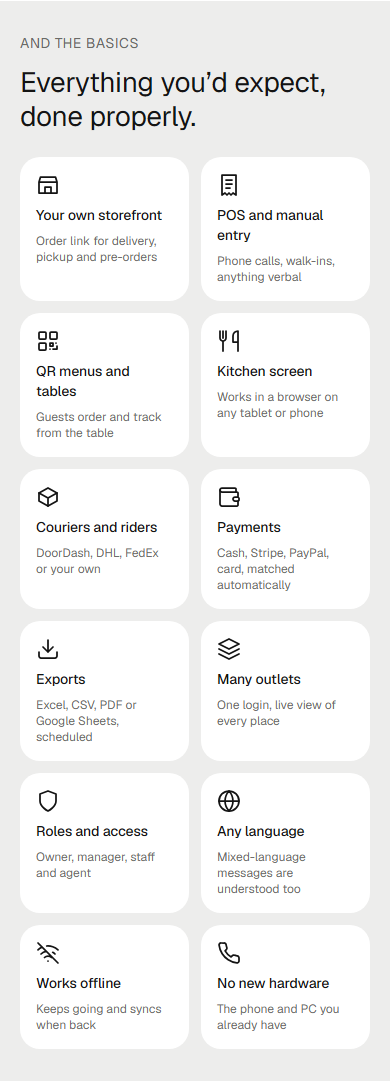 AND THE BASICS
Everything you’d expect,
done properly.
Your own storefront
Order link for delivery,
pickup and pre-orders
POS and manual
entry
Phone calls, walk-ins,
anything verbal
QR menus and
tables
Guests order and track
from the table
Kitchen screen
Works in a browser on
any tablet or phone
Couriers and riders
DoorDash, DHL, FedEx
or your own
Payments
Cash, Stripe, PayPal,
card, matched
automatically
Exports
Excel, CSV, PDF or
Google Sheets,
scheduled
Many outlets
One login, live view of
every place
Roles and access
Owner, manager, staff
and agent
Any language
Mixed-language
messages are
understood too
Works offline
Keeps going and syncs
when back
No new hardware
The phone and PC you
already have